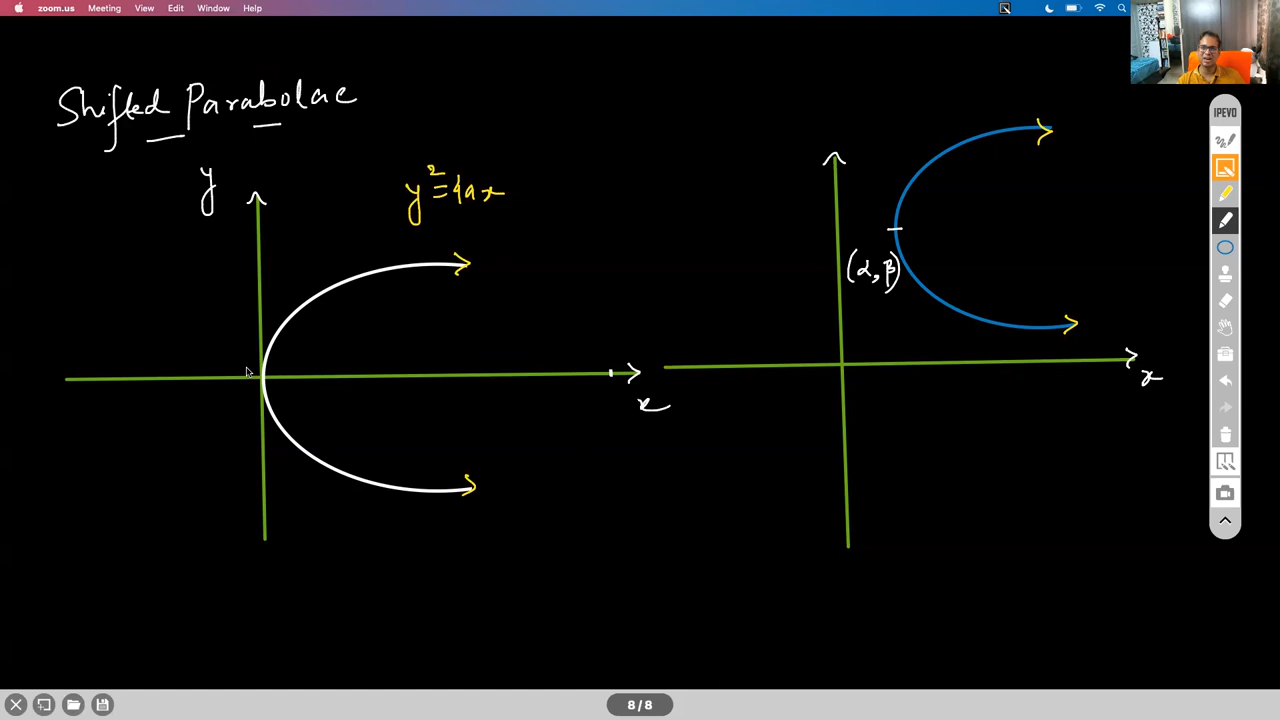 zoom.us Meeting View Edit Window Help
IPEVO
Shifted Parabolae
y
y² = 4ax
(α, β)
x
x
8 / 8